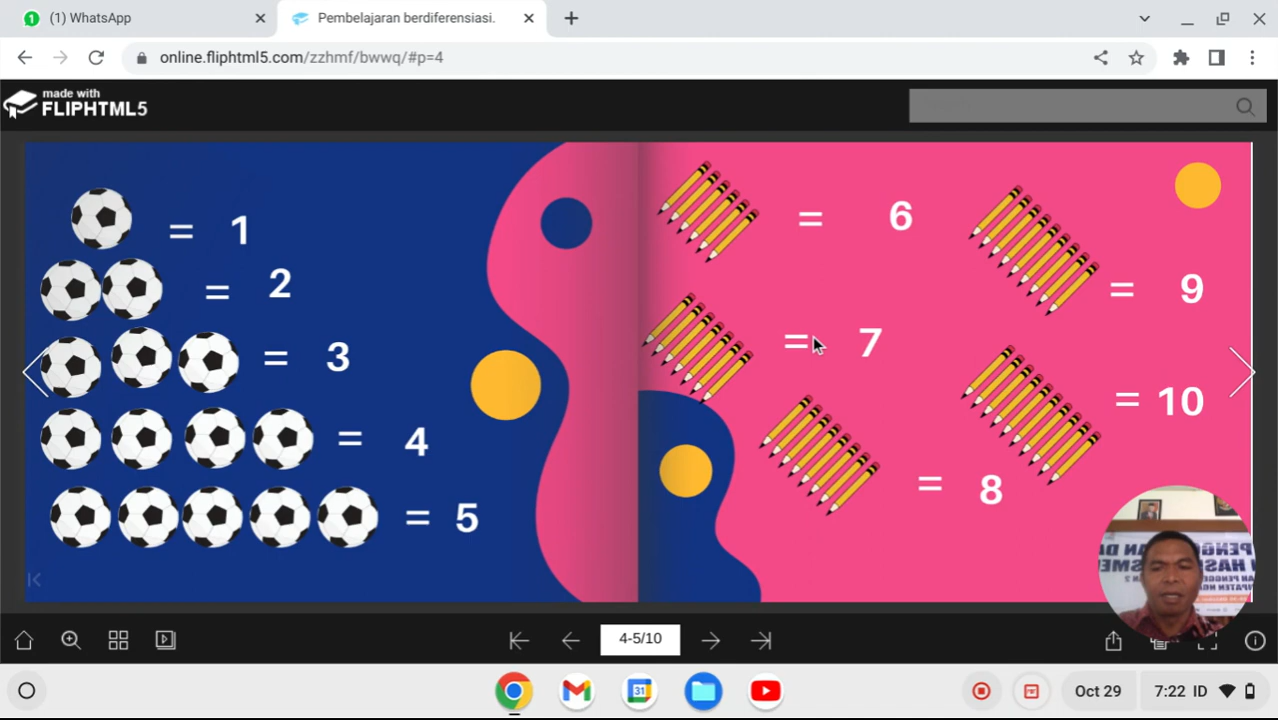 (1) WhatsApp
Pembelajaran berdiferensiasi.
online.fliphtml5.com/zzhmf/bwwq/#p=4
made with
FLIPHTML5
= 1
= 2
= 3
= 4
= 5
= 6
= 7
= 8
= 9
= 10
4-5/10
31
Oct 29
7:22 ID